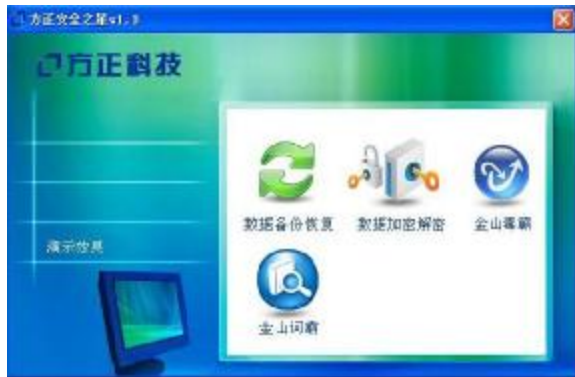 方正安全之星v1.1
方正科技
数据备份恢复
数据加密解密
金山毒霸
演示效果
金山词霸